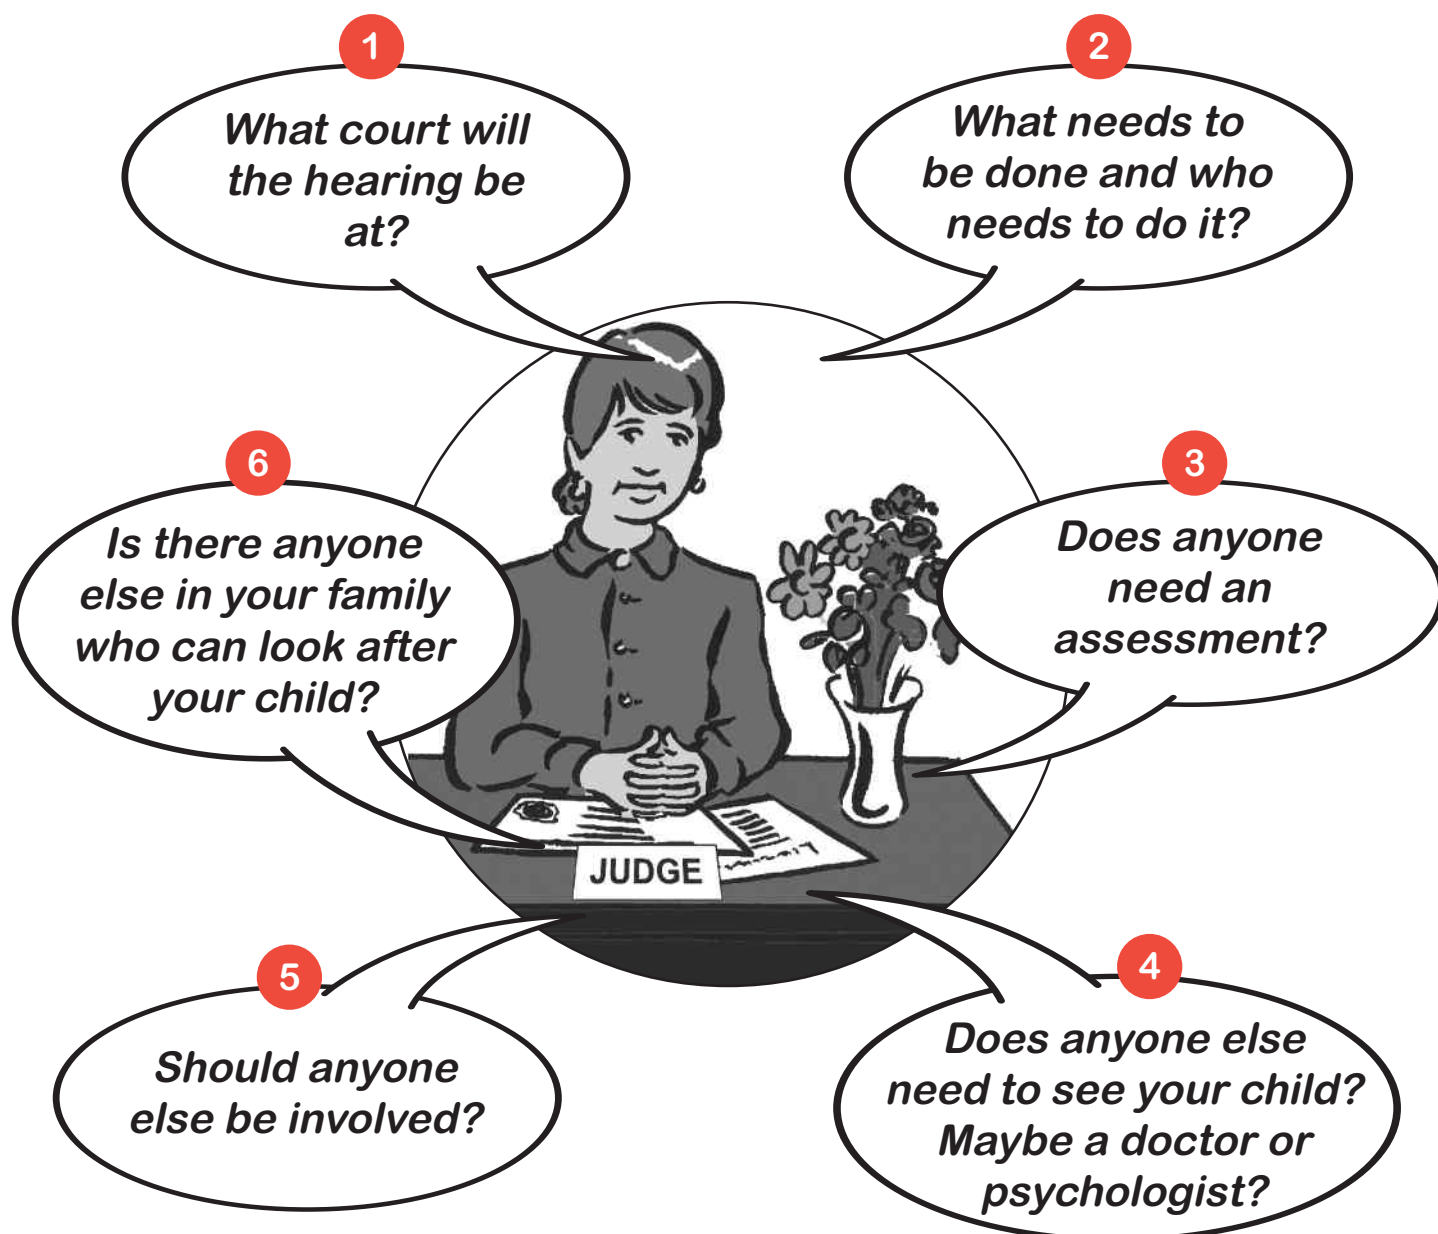 1
What court will
the hearing be
at?
2
What needs to
be done and who
needs to do it?
3
Does anyone
need an
assessment?
4
Does anyone else
need to see your child?
Maybe a doctor or
psychologist?
5
Should anyone
else be involved?
6
Is there anyone
else in your family
who can look after
your child?
JUDGE